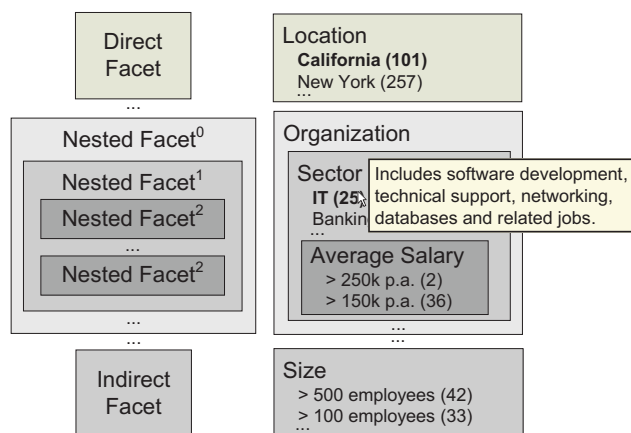 Direct
Facet
...
Nested Facet⁰
Nested Facet¹
Nested Facet²
...
Nested Facet²
...
...
Indirect
Facet
Location
California (101)
New York (257)
...
Organization
Sector
IT (25
Banking
...
Includes software development,
technical support, networking,
databases and related jobs.
Average Salary
> 250k p.a. (2)
> 150k p.a. (36)
...
...
Size
> 500 employees (42)
> 100 employees (33)
...